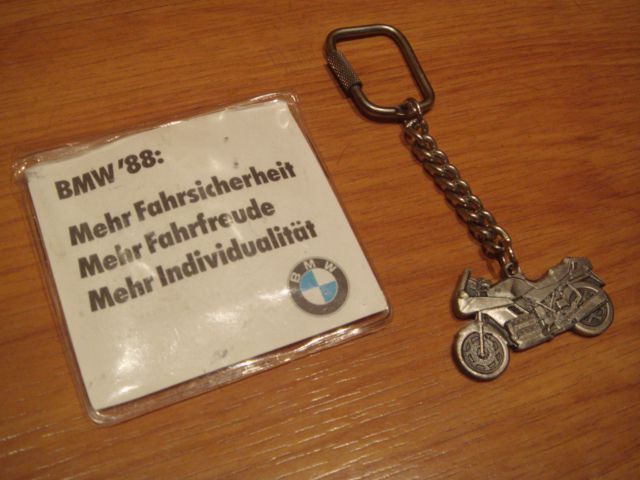 BMW '88:
Mehr Fahrsicherheit
Mehr Fahrfreude
Mehr Individualität
BMW